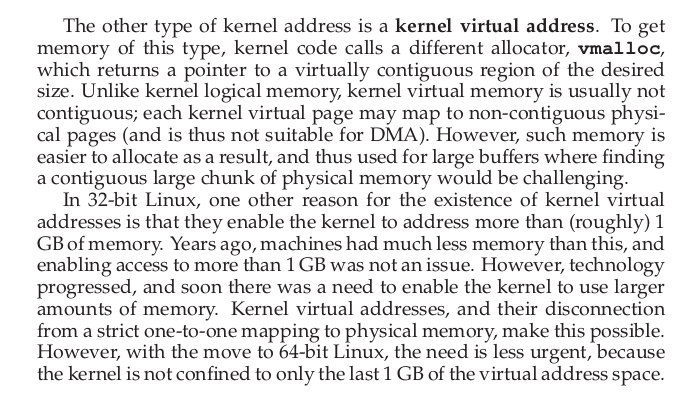 The other type of kernel address is a kernel virtual address. To get
memory of this type, kernel code calls a different allocator, vmalloc,
which returns a pointer to a virtually contiguous region of the desired
size. Unlike kernel logical memory, kernel virtual memory is usually not
contiguous; each kernel virtual page may map to non-contiguous physi-
cal pages (and is thus not suitable for DMA). However, such memory is
easier to allocate as a result, and thus used for large buffers where finding
a contiguous large chunk of physical memory would be challenging.
In 32-bit Linux, one other reason for the existence of kernel virtual
addresses is that they enable the kernel to address more than (roughly) 1
GB of memory. Years ago, machines had much less memory than this, and
enabling access to more than 1 GB was not an issue. However, technology
progressed, and soon there was a need to enable the kernel to use larger
amounts of memory. Kernel virtual addresses, and their disconnection
from a strict one-to-one mapping to physical memory, make this possible.
However, with the move to 64-bit Linux, the need is less urgent, because
the kernel is not confined to only the last 1 GB of the virtual address space.